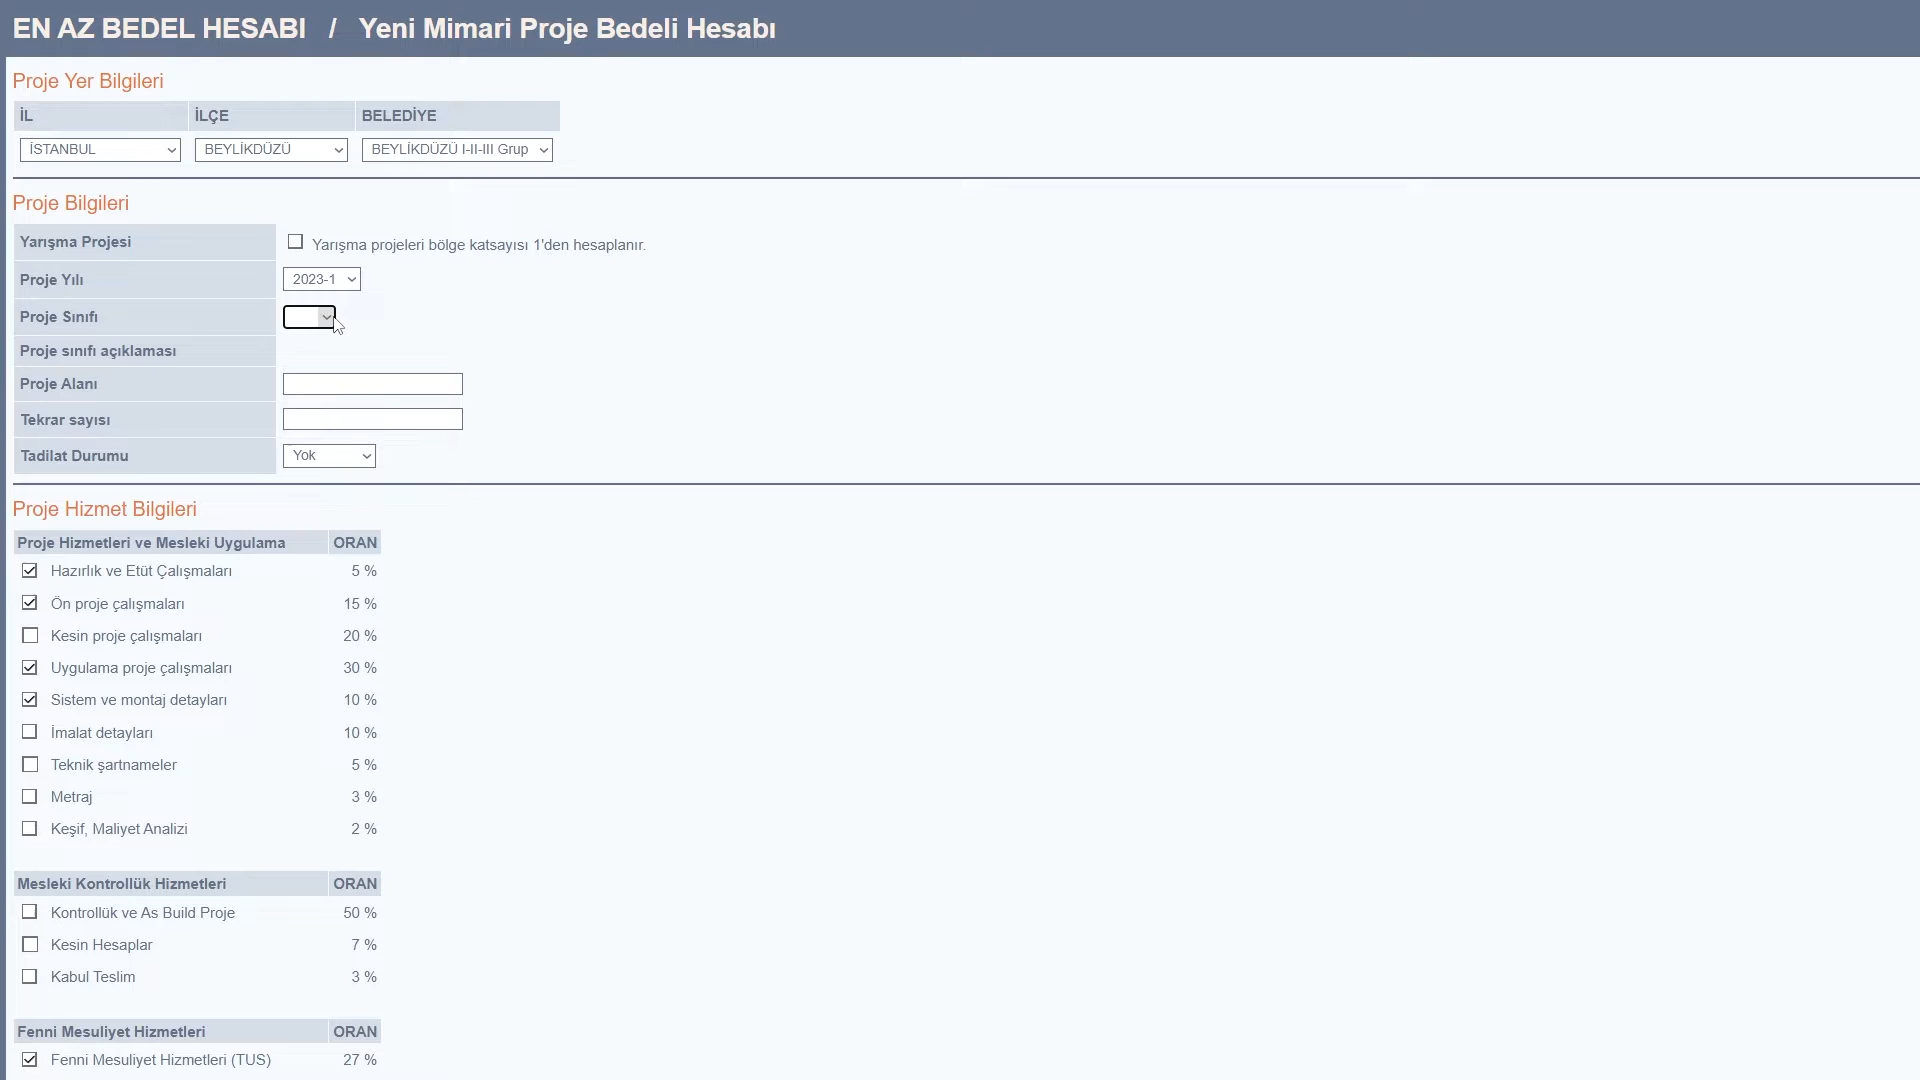 EN AZ BEDEL HESABI / Yeni Mimari Proje Bedeli Hesabı
Proje Yer Bilgileri
İL İLÇE BELEDİYE
İSTANBUL BEYLİKDÜZÜ BEYLİKDÜZÜ I-II-III Grup
Proje Bilgileri
Yarışma Projesi Yarışma projeleri bölge katsayısı 1'den hesaplanır.
Proje Yılı 2023-1
Proje Sınıfı
Proje sınıfı açıklaması
Proje Alanı
Tekrar sayısı
Tadilat Durumu Yok
Proje Hizmet Bilgileri
Proje Hizmetleri ve Mesleki Uygulama ORAN
Hazırlık ve Etüt Çalışmaları 5 %
Ön proje çalışmaları 15 %
Kesin proje çalışmaları 20 %
Uygulama proje çalışmaları 30 %
Sistem ve montaj detayları 10 %
İmalat detayları 10 %
Teknik şartnameler 5 %
Metraj 3 %
Keşif, Maliyet Analizi 2 %
Mesleki Kontrollük Hizmetleri ORAN
Kontrollük ve As Build Proje 50 %
Kesin Hesaplar 7 %
Kabul Teslim 3 %
Fenni Mesuliyet Hizmetleri ORAN
Fenni Mesuliyet Hizmetleri (TUS) 27 %